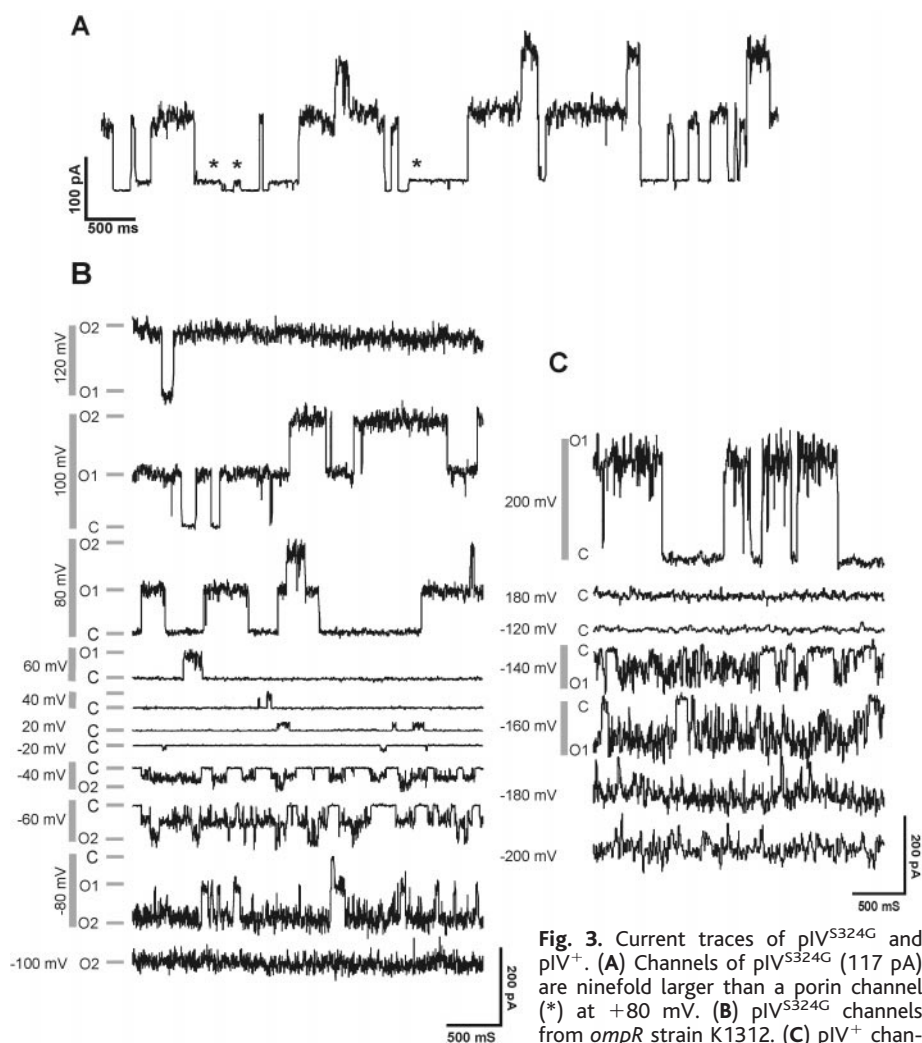 A
* * *
100 pA
500 ms
B
120 mV
O2
O1
100 mV
O2
O1
C
80 mV
O2
O1
C
60 mV
O1
C
40 mV
C
20 mV
C
-20 mV
C
-40 mV
C
O2
-60 mV
C
O2
-80 mV
C
O1
O2
-100 mV O2
200 pA
500 ms
C
200 mV
O1
C
180 mV C
-120 mV C
-140 mV
C
O1
-160 mV
C
O1
-180 mV
-200 mV
200 pA
500 mS
Fig. 3. Current traces of pIV^S324G and
pIV+. (A) Channels of pIV^S324G (117 pA)
are ninefold larger than a porin channel
(*) at +80 mV. (B) pIV^S324G channels
from ompR strain K1312. (C) pIV+ chan-